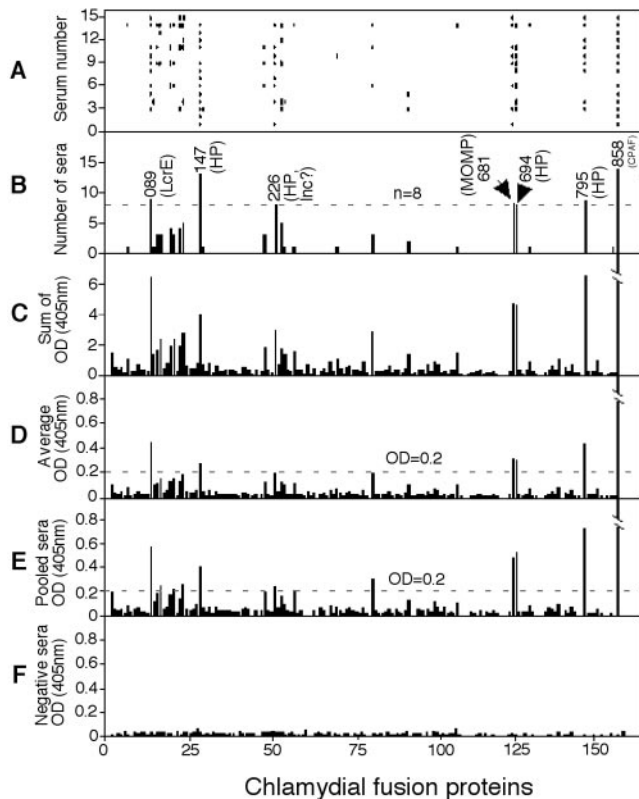 A
Serum number
15
12
9
6
3
0
B
Number of sera
15
10
5
0
089
(LcrE)
147
(HP)
226
(HP,
Inc?)
n=8
(MOMP)
681
694
(HP)
795
(HP)
858
(CPAF)
C
Sum of
OD (405nm)
6
4
2
0
D
Average
OD (405nm)
0.8
0.6
0.4
0.2
0
OD=0.2
E
Pooled sera
OD (405nm)
0.8
0.6
0.4
0.2
0
OD=0.2
F
Negative sera
OD (405nm)
0.8
0.6
0.4
0.2
0
0 25 50 75 100 125 150
Chlamydial fusion proteins